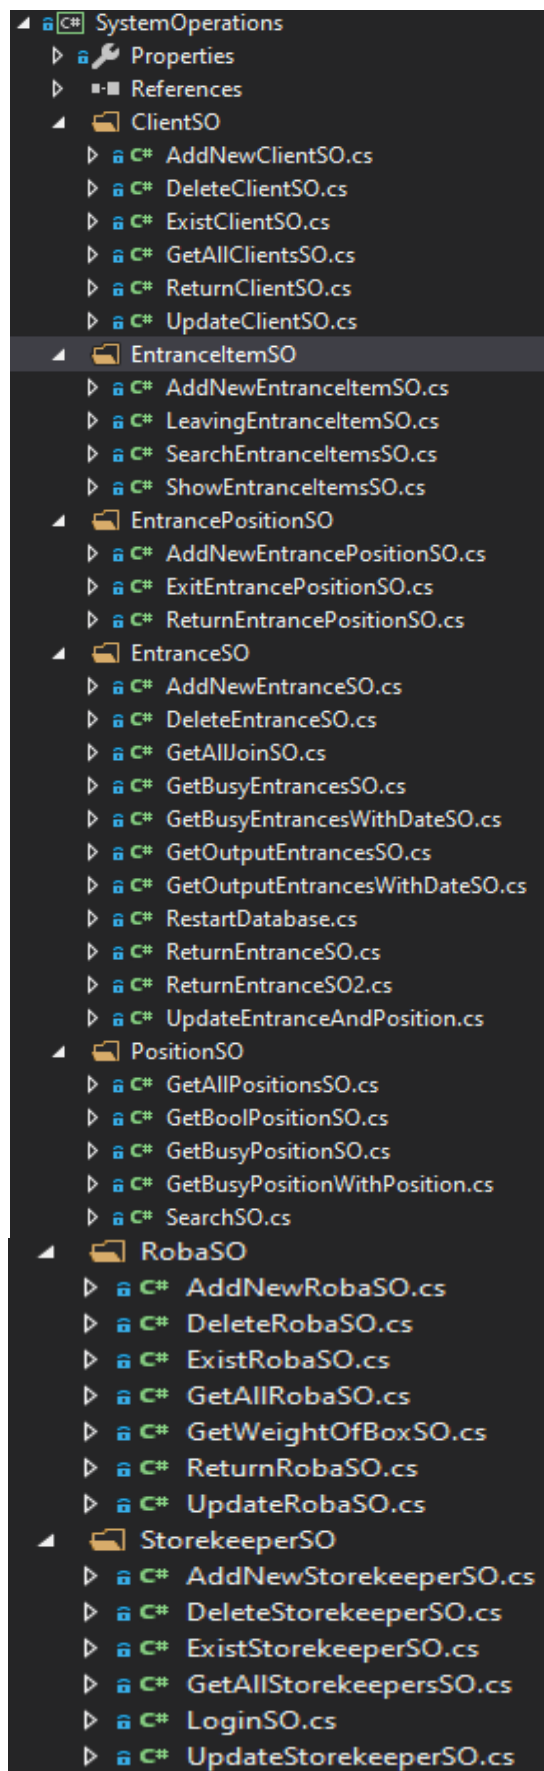 C# SystemOperations
Properties
References
ClientSO
C# AddNewClientSO.cs
C# DeleteClientSO.cs
C# ExistClientSO.cs
C# GetAllClientsSO.cs
C# ReturnClientSO.cs
C# UpdateClientSO.cs
EntranceItemSO
C# AddNewEntranceItemSO.cs
C# LeavingEntranceItemSO.cs
C# SearchEntranceItemsSO.cs
C# ShowEntranceItemsSO.cs
EntrancePositionSO
C# AddNewEntrancePositionSO.cs
C# ExitEntrancePositionSO.cs
C# ReturnEntrancePositionSO.cs
EntranceSO
C# AddNewEntranceSO.cs
C# DeleteEntranceSO.cs
C# GetAllJoinSO.cs
C# GetBusyEntrancesSO.cs
C# GetBusyEntrancesWithDateSO.cs
C# GetOutputEntrancesSO.cs
C# GetOutputEntrancesWithDateSO.cs
C# RestartDatabase.cs
C# ReturnEntranceSO.cs
C# ReturnEntranceSO2.cs
C# UpdateEntranceAndPosition.cs
PositionSO
C# GetAllPositionsSO.cs
C# GetBoolPositionSO.cs
C# GetBusyPositionSO.cs
C# GetBusyPositionWithPosition.cs
C# SearchSO.cs
RobaSO
C# AddNewRobaSO.cs
C# DeleteRobaSO.cs
C# ExistRobaSO.cs
C# GetAllRobaSO.cs
C# GetWeightOfBoxSO.cs
C# ReturnRobaSO.cs
C# UpdateRobaSO.cs
StorekeeperSO
C# AddNewStorekeeperSO.cs
C# DeleteStorekeeperSO.cs
C# ExistStorekeeperSO.cs
C# GetAllStorekeepersSO.cs
C# LoginSO.cs
C# UpdateStorekeeperSO.cs